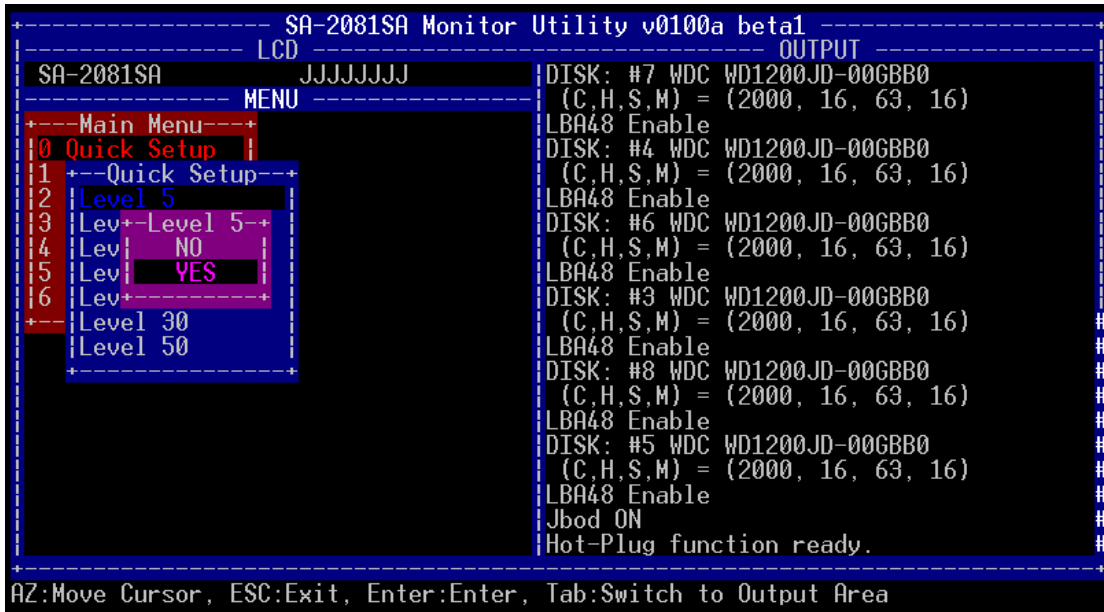 SA-2081SA Monitor Utility v0100a beta1
LCD
SA-2081SA JJJJJJJJ
MENU
Main Menu
0 Quick Setup
1
2
3
4
5
6
Quick Setup
Level 5
Lev
Lev
Lev
Lev
Level 30
Level 50
Level 5
NO
YES
OUTPUT
DISK: #7 WDC WD1200JD-00GBB0
(C,H,S,M) = (2000, 16, 63, 16)
LBA48 Enable
DISK: #4 WDC WD1200JD-00GBB0
(C,H,S,M) = (2000, 16, 63, 16)
LBA48 Enable
DISK: #6 WDC WD1200JD-00GBB0
(C,H,S,M) = (2000, 16, 63, 16)
LBA48 Enable
DISK: #3 WDC WD1200JD-00GBB0
(C,H,S,M) = (2000, 16, 63, 16)
LBA48 Enable
DISK: #8 WDC WD1200JD-00GBB0
(C,H,S,M) = (2000, 16, 63, 16)
LBA48 Enable
DISK: #5 WDC WD1200JD-00GBB0
(C,H,S,M) = (2000, 16, 63, 16)
LBA48 Enable
Jbod ON
Hot-Plug function ready.
AZ:Move Cursor, ESC:Exit, Enter:Enter, Tab:Switch to Output Area